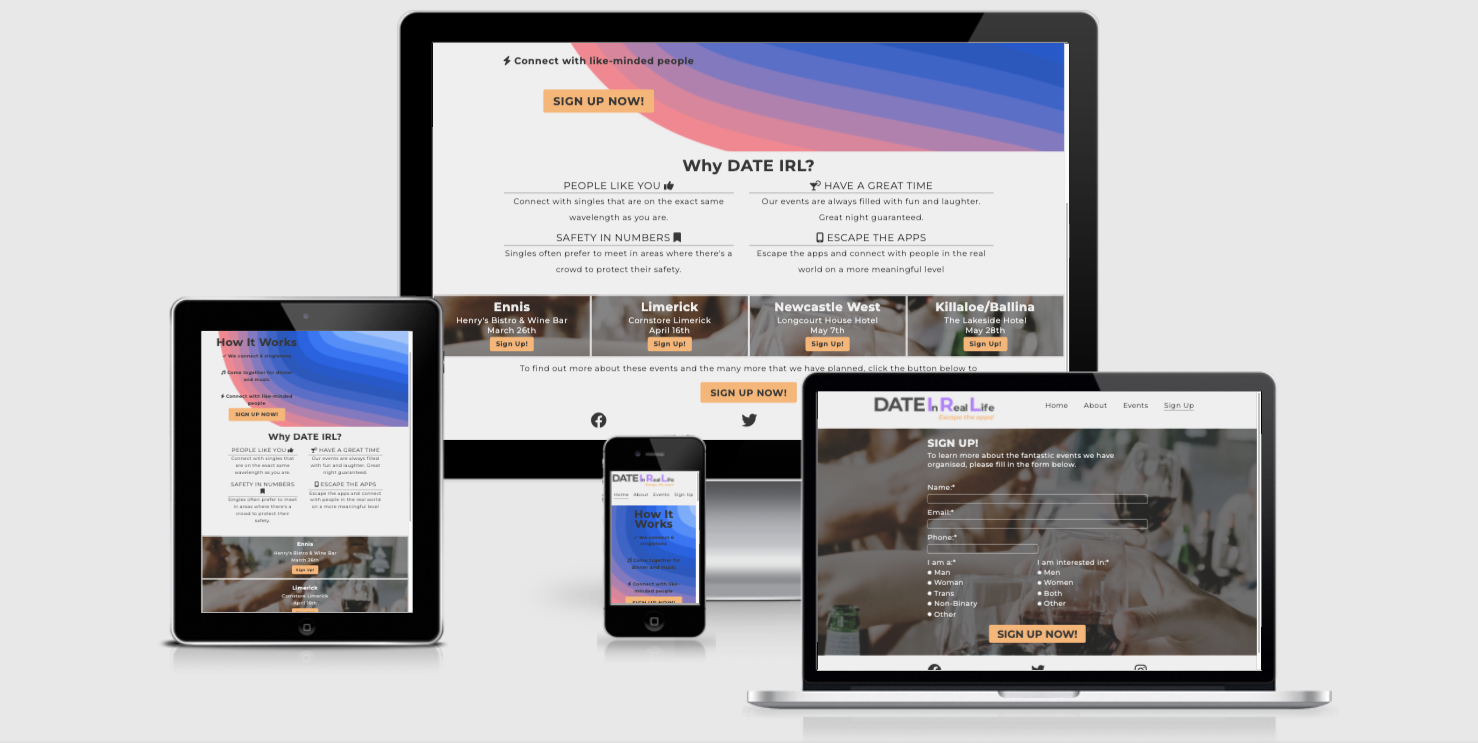 Connect with like-minded people
SIGN UP NOW!
Why DATE IRL?
PEOPLE LIKE YOU
Connect with singles that are on the exact same
wavelength as you are.
HAVE A GREAT TIME
Our events are always filled with fun and laughter.
Great night guaranteed.
SAFETY IN NUMBERS
Singles often prefer to meet in areas where there's a
crowd to protect their safety.
ESCAPE THE APPS
Escape the apps and connect with people in the real
world on a more meaningful level
Ennis
Henry's Bistro & Wine Bar
March 26th
Sign Up!
Limerick
Cornstore Limerick
April 16th
Sign Up!
Newcastle West
Longcourt House Hotel
May 7th
Sign Up!
Killaloe/Ballina
The Lakeside Hotel
May 28th
Sign Up!
To find out more about these events and the many more that we have planned, click the button below to
SIGN UP NOW!
How It Works
We connect 6 singletons
Come together for dinner
and music
Connect with like-minded
people
SIGN UP NOW!
Why DATE IRL?
PEOPLE LIKE YOU
Connect with singles that
are on the exact same
wavelength as you are.
HAVE A GREAT TIME
Our events are always filled
with fun and laughter. Great
night guaranteed.
SAFETY IN NUMBERS
Singles often prefer to meet
in areas where there's a
crowd to protect their
safety.
ESCAPE THE APPS
Escape the apps and connect
with people in the real world
on a more meaningful level
Ennis
Henry's Bistro & Wine Bar
March 26th
Sign Up!
Limerick
Cornstore Limerick
April 16th
DATE In Real Life
Escape the apps!
Home About Events Sign Up
How It
Works
We connect 6
singletons
Come together for
dinner and music
Connect with like-
minded people
SIGN UP NOW!
DATE In Real Life
Escape the apps!
Home About Events Sign Up
SIGN UP!
To learn more about the fantastic events we have
organised, please fill in the form below.
Name:*
Email:*
Phone:*
I am a:*
Man
Woman
Trans
Non-Binary
Other
I am interested in:*
Men
Women
Both
Other
SIGN UP NOW!